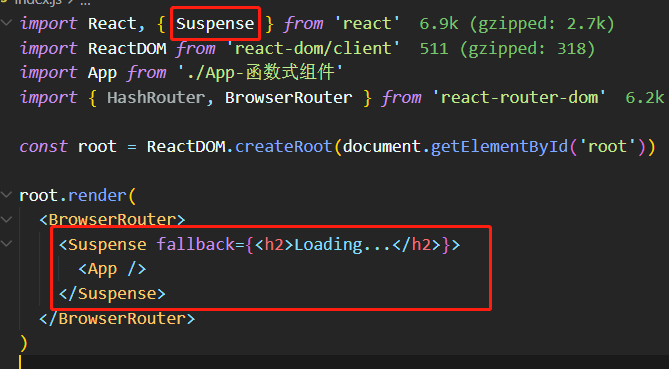 index.js > ...
import React, { Suspense } from 'react' 6.9k (gzipped: 2.7k)
import ReactDOM from 'react-dom/client' 511 (gzipped: 318)
import App from './App-函数式组件'
import { HashRouter, BrowserRouter } from 'react-router-dom' 6.2k
const root = ReactDOM.createRoot(document.getElementById('root'))
root.render(
<BrowserRouter>
<Suspense fallback={<h2>Loading...</h2>}>
<App />
</Suspense>
</BrowserRouter>
)